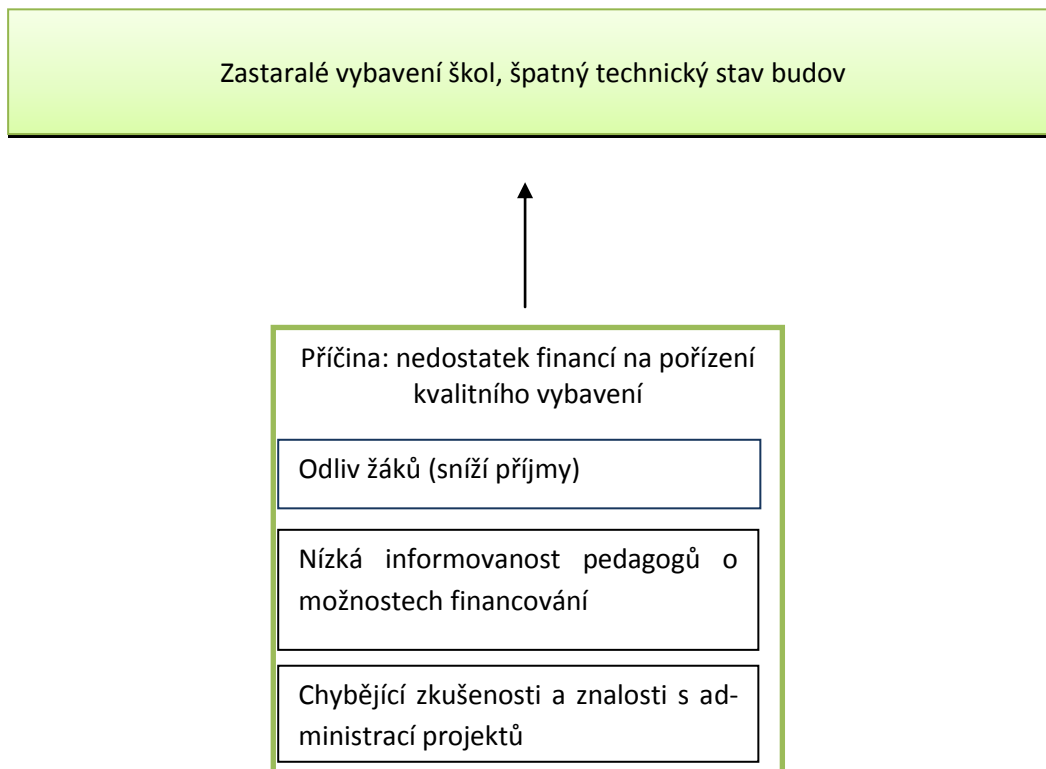 Zastaralé vybavení škol, špatný technický stav budov
Příčina: nedostatek financí na pořízení
kvalitního vybavení
Odliv žáků (sníží příjmy)
Nízká informovanost pedagogů o
možnostech financování
Chybějící zkušenosti a znalosti s ad-
ministrací projektů